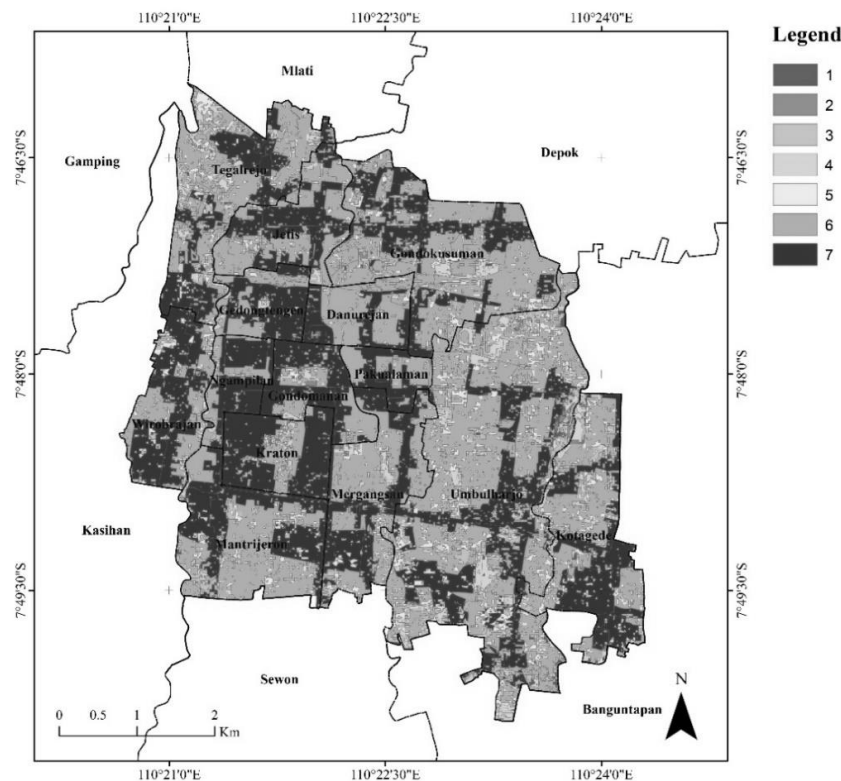 110°21'0"E 110°22'30"E 110°24'0"E
Legend
1
2
3
4
5
6
7
Mlati
Gamping
Depok
7°46'30"S 7°46'30"S
Tegalrejo
Jetis
Gondokusuman
Gedongtengen
Danurejan
7°48'0"S 7°48'0"S
Pakualaman
Ngampilan
Gondomanan
Wirobrajan
Kraton
Mergangsan
Umbulharjo
Kasihan
Mantrijeron
Kotagede
7°49'30"S 7°49'30"S
Sewon
N
Banguntapan
0 0.5 1 2
Km
110°21'0"E 110°22'30"E 110°24'0"E